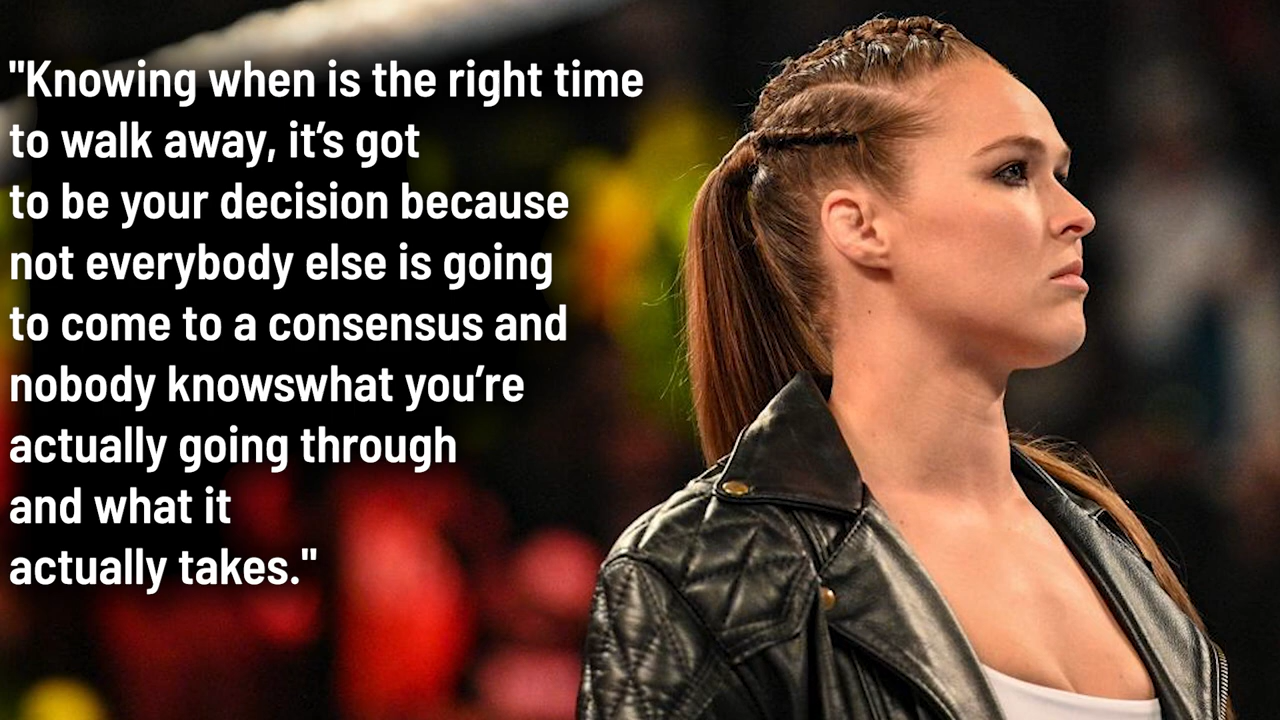 "Knowing when is the right time
to walk away, it’s got
to be your decision because
not everybody else is going
to come to a consensus and
nobody knowswhat you’re
actually going through
and what it
actually takes."